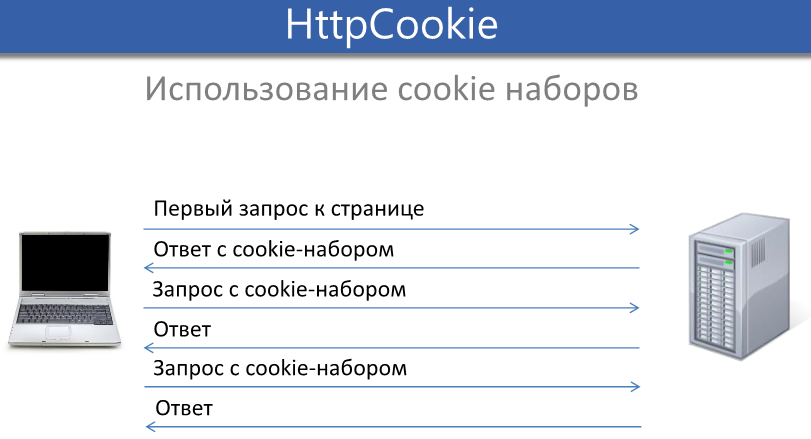 HttpCookie
Использование cookie наборов
Первый запрос к странице
Ответ с cookie-набором
Запрос с cookie-набором
Ответ
Запрос с cookie-набором
Ответ